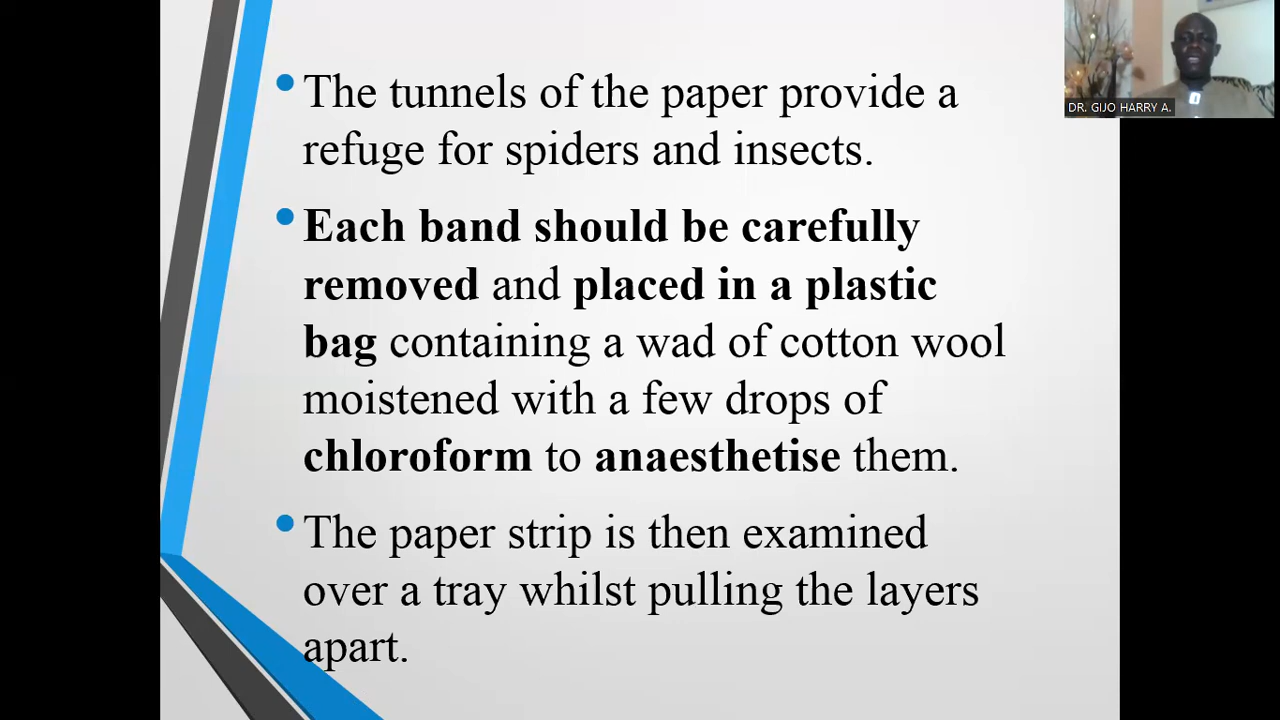 The tunnels of the paper provide a
refuge for spiders and insects.
Each band should be carefully
removed and placed in a plastic
bag containing a wad of cotton wool
moistened with a few drops of
chloroform to anaesthetise them.
The paper strip is then examined
over a tray whilst pulling the layers
apart.
DR. GIJO HARRY A.